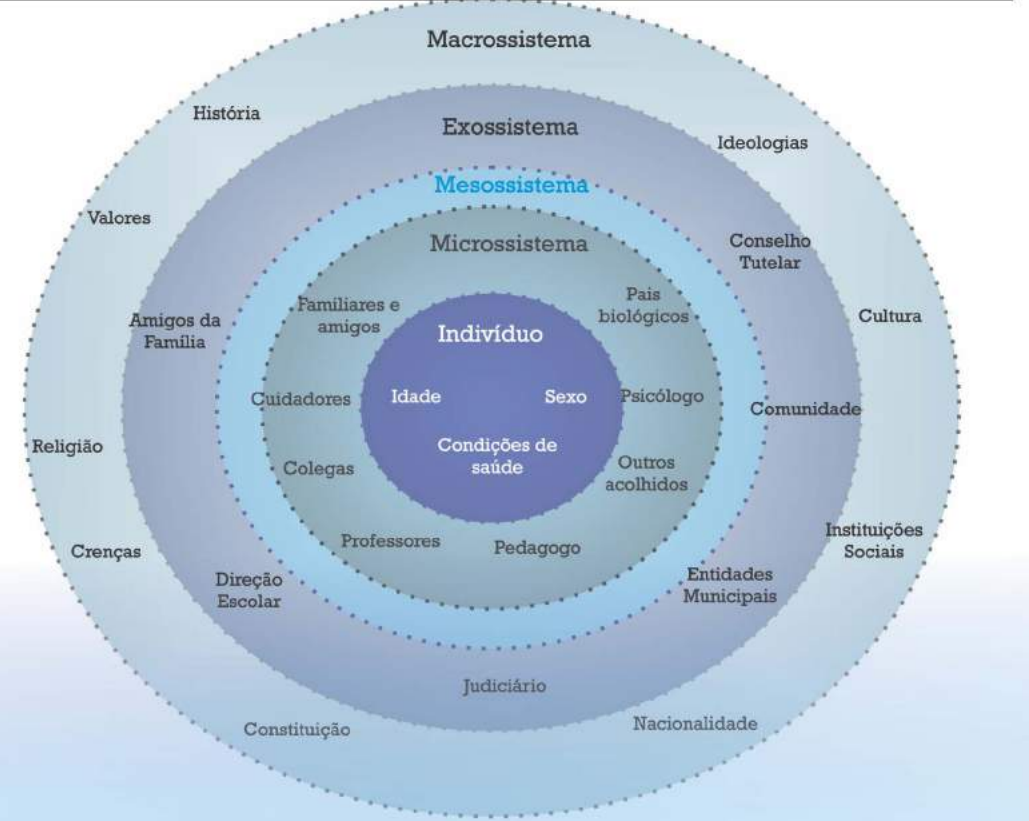 Macrossistema
História
Exossistema
Ideologias
Mesossistema
Valores
Microssistema
Conselho
Tutelar
Familiares e
amigos
Pais
biológicos
Amigos da
Família
Cultura
Indivíduo
Cuidadores
Idade
Sexo
Psicólogo
Comunidade
Religião
Condições de
saúde
Colegas
Outros
acolhidos
Professores
Pedagogo
Crenças
Instituições
Sociais
Direção
Escolar
Entidades
Municipais
Judiciário
Constituição
Nacionalidade